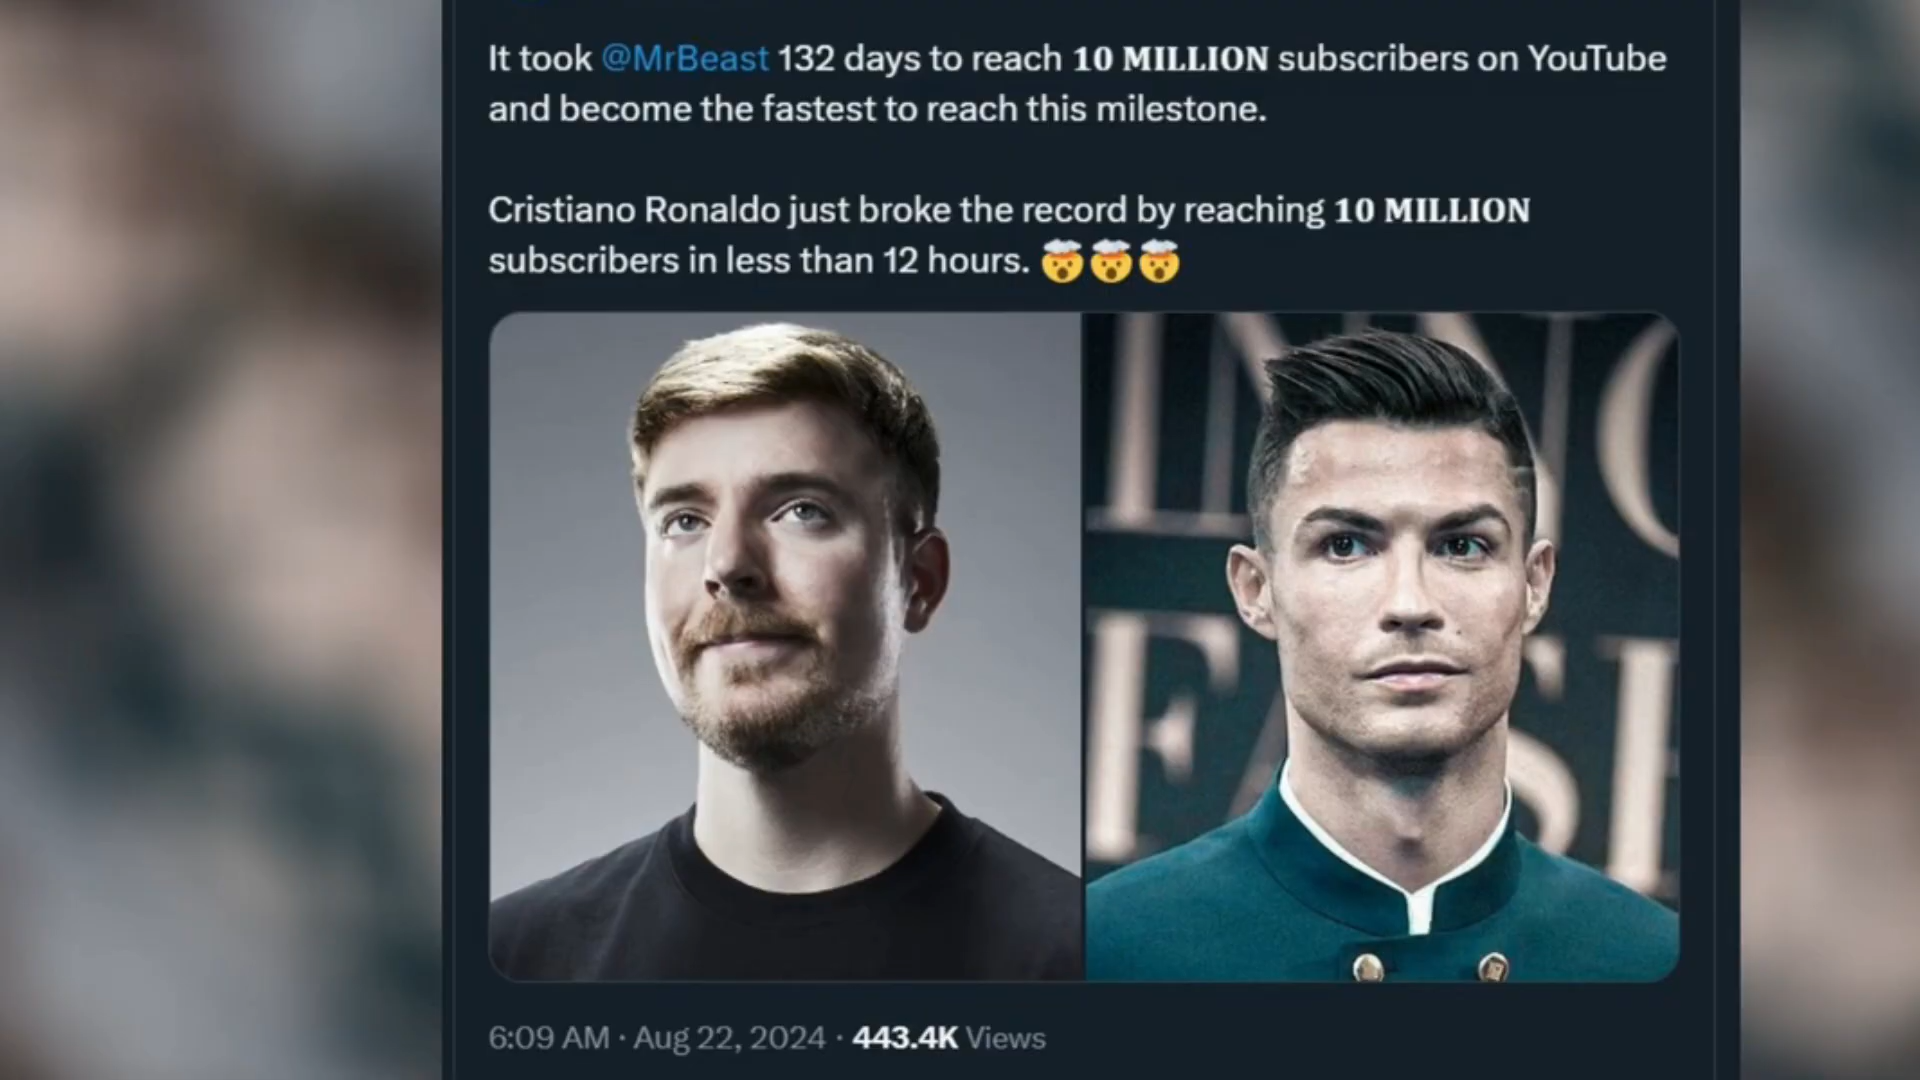 It took @MrBeast 132 days to reach 10 MILLION subscribers on YouTube
and become the fastest to reach this milestone.
Cristiano Ronaldo just broke the record by reaching 10 MILLION
subscribers in less than 12 hours. 🤯🤯🤯
6:09 AM · Aug 22, 2024 · 443.4K Views